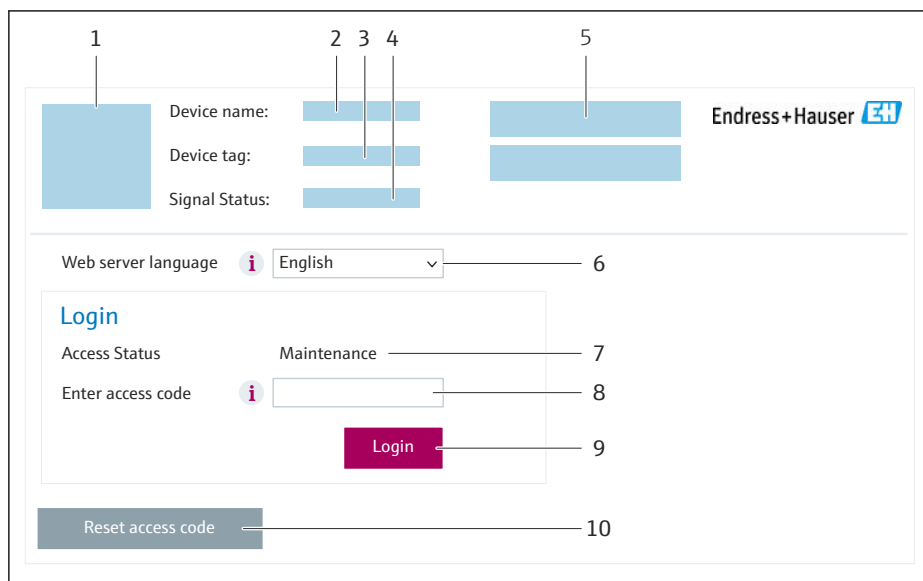 1 2 3 4 5
Device name:
Endress+Hauser EH
Device tag:
Signal Status:
Web server language i English 6
Login
Access Status Maintenance 7
Enter access code i 8
Login 9
Reset access code 10